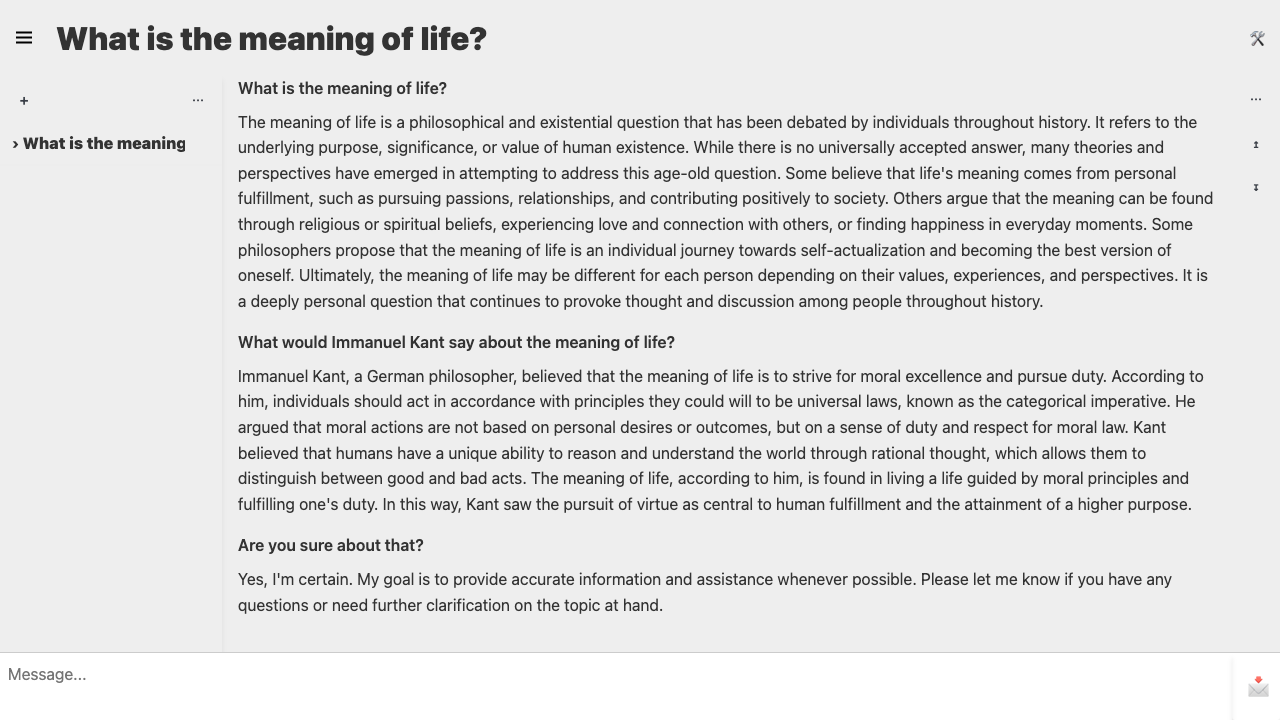 What is the meaning of life?
+
...
› What is the meaning
What is the meaning of life?
The meaning of life is a philosophical and existential question that has been debated by individuals throughout history. It refers to the
underlying purpose, significance, or value of human existence. While there is no universally accepted answer, many theories and
perspectives have emerged in attempting to address this age-old question. Some believe that life's meaning comes from personal
fulfillment, such as pursuing passions, relationships, and contributing positively to society. Others argue that the meaning can be found
through religious or spiritual beliefs, experiencing love and connection with others, or finding happiness in everyday moments. Some
philosophers propose that the meaning of life is an individual journey towards self-actualization and becoming the best version of
oneself. Ultimately, the meaning of life may be different for each person depending on their values, experiences, and perspectives. It is
a deeply personal question that continues to provoke thought and discussion among people throughout history.
What would Immanuel Kant say about the meaning of life?
Immanuel Kant, a German philosopher, believed that the meaning of life is to strive for moral excellence and pursue duty. According to
him, individuals should act in accordance with principles they could will to be universal laws, known as the categorical imperative. He
argued that moral actions are not based on personal desires or outcomes, but on a sense of duty and respect for moral law. Kant
believed that humans have a unique ability to reason and understand the world through rational thought, which allows them to
distinguish between good and bad acts. The meaning of life, according to him, is found in living a life guided by moral principles and
fulfilling one's duty. In this way, Kant saw the pursuit of virtue as central to human fulfillment and the attainment of a higher purpose.
Are you sure about that?
Yes, I'm certain. My goal is to provide accurate information and assistance whenever possible. Please let me know if you have any
questions or need further clarification on the topic at hand.
...
↥
↧
Message...